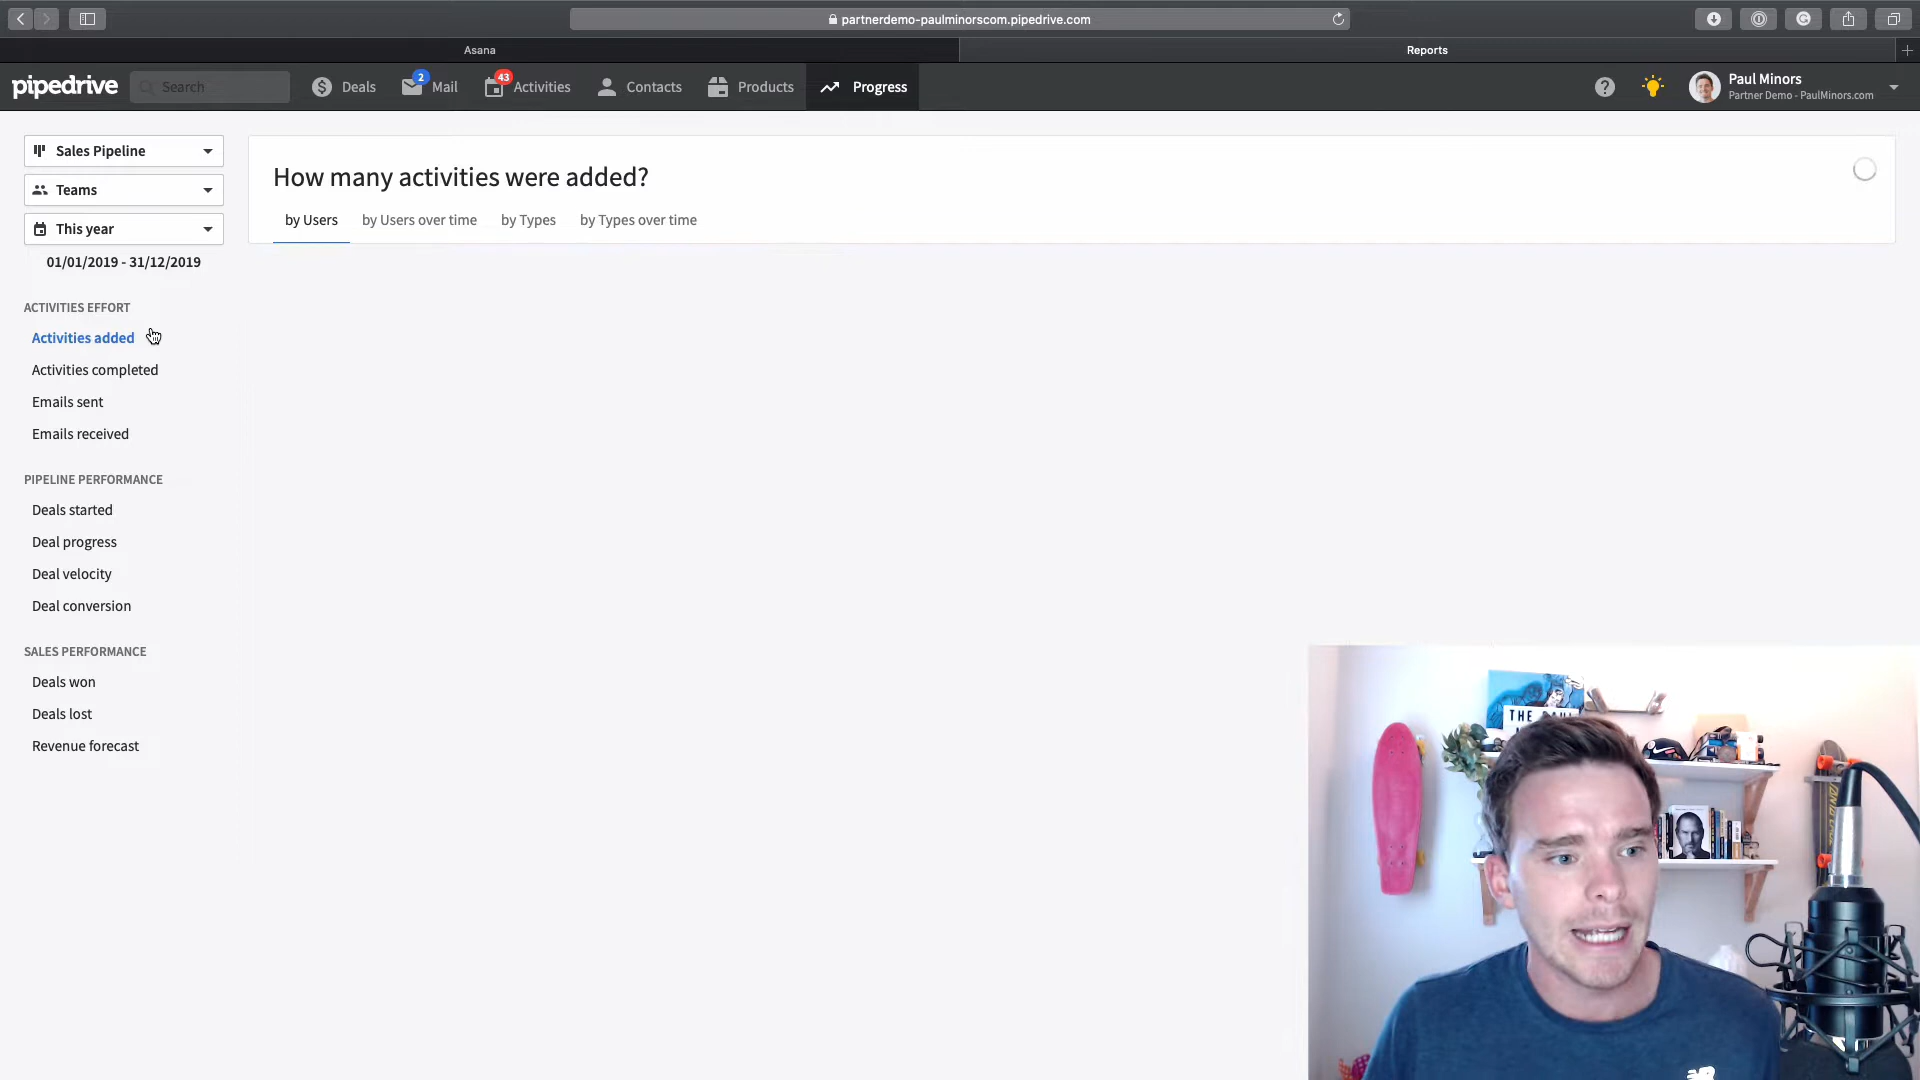 partnerdemo-paulminorscom.pipedrive.com
Asana
Reports
pipedrive
Search
Deals
2
Mail
43
Activities
Contacts
Products
Progress
Paul Minors
Partner Demo - PaulMinors.com
Sales Pipeline
Teams
This year
01/01/2019 - 31/12/2019
ACTIVITIES EFFORT
Activities added
Activities completed
Emails sent
Emails received
PIPELINE PERFORMANCE
Deals started
Deal progress
Deal velocity
Deal conversion
SALES PERFORMANCE
Deals won
Deals lost
Revenue forecast
How many activities were added?
by Users
by Users over time
by Types
by Types over time
THE